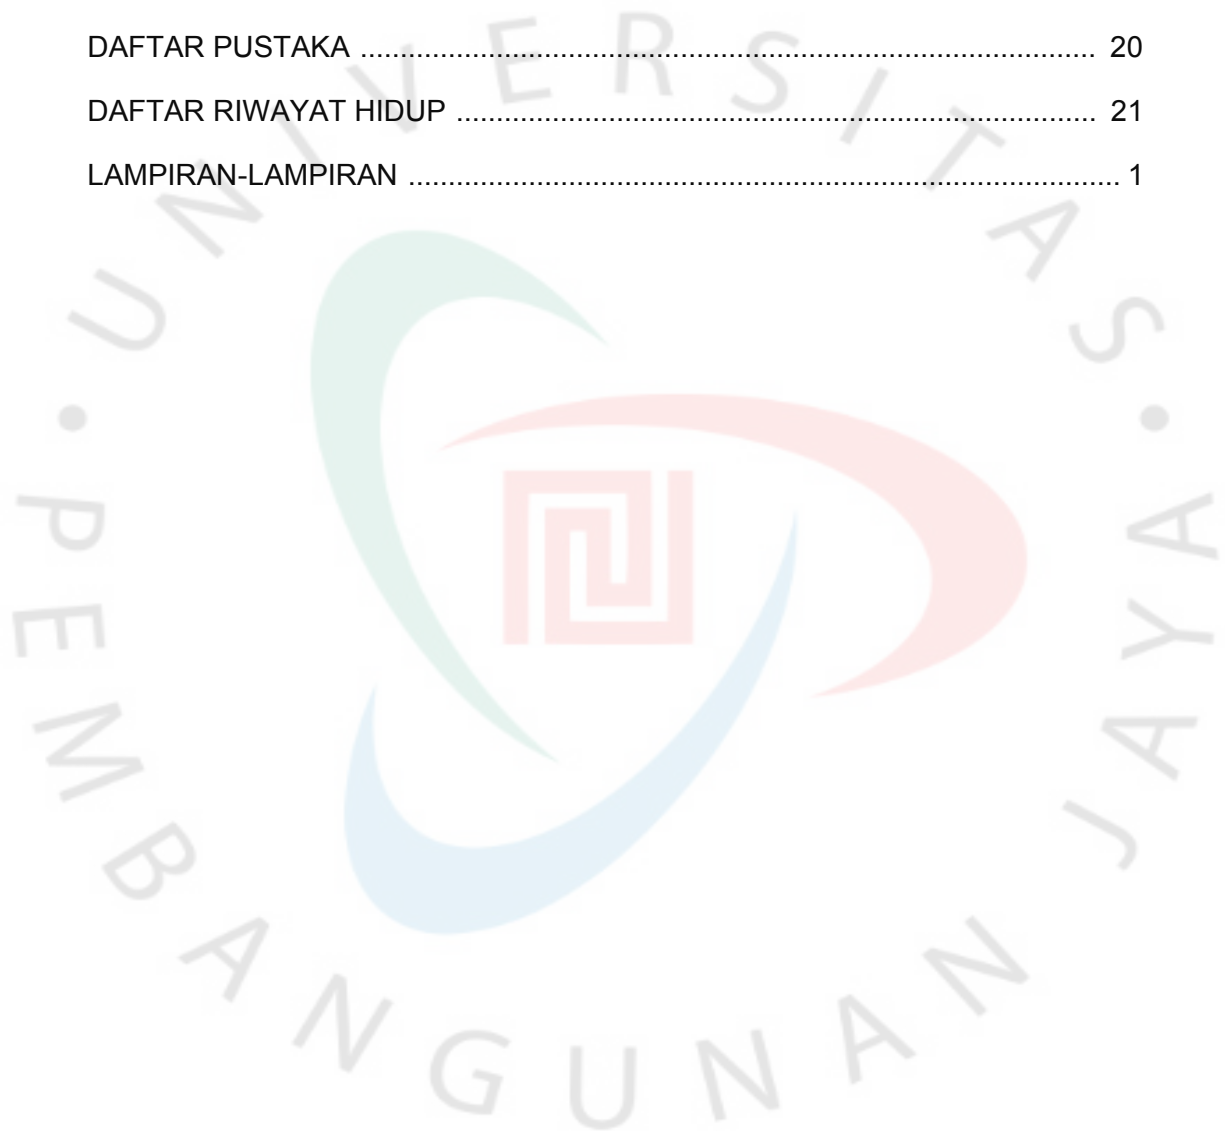 DAFTAR PUSTAKA ............................................................................................ 20
DAFTAR RIWAYAT HIDUP ................................................................................ 21
LAMPIRAN-LAMPIRAN ......................................................................................... 1
UNIVERSITAS
• PEMBANGUNAN JAYA •